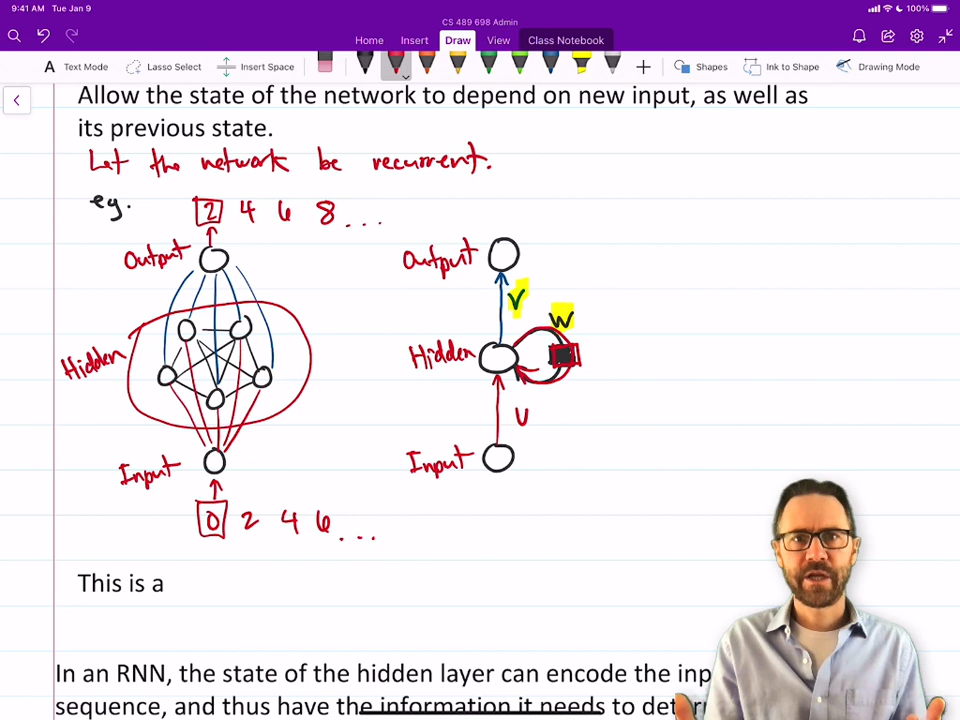 9:41 AM Tue Jan 9
100%
CS 489 698 Admin
Home Insert Draw View Class Notebook
A Text Mode Lasso Select Insert Space Shapes Ink to Shape Drawing Mode
Allow the state of the network to depend on new input, as well as
its previous state.
Let the network be recurrent.
eg.
2 4 6 8 ...
Output
Hidden
Input
0 2 4 6 ...
Output
V
W
Hidden
U
Input
This is a
In an RNN, the state of the hidden layer can encode the
sequence, and thus have the information it needs to